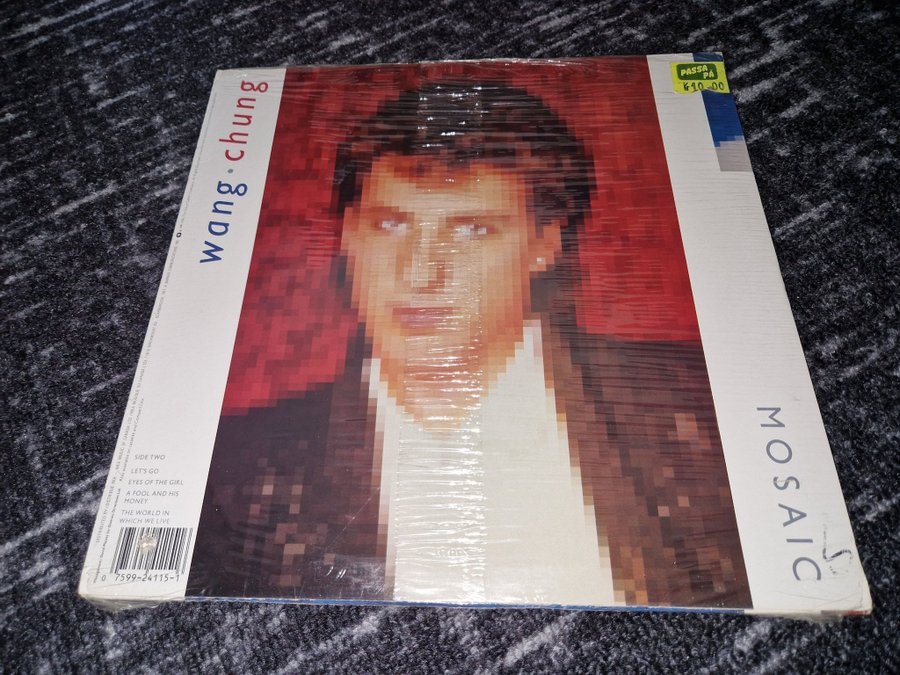 wang • chung
PASSA
PÅ
10-00
MOSAIC
SIDE TWO
LET'S GO
EYES OF THE GIRL
A FOOL AND HIS
MONEY
THE WORLD IN
WHICH WE LIVE
0 7599-24115-1